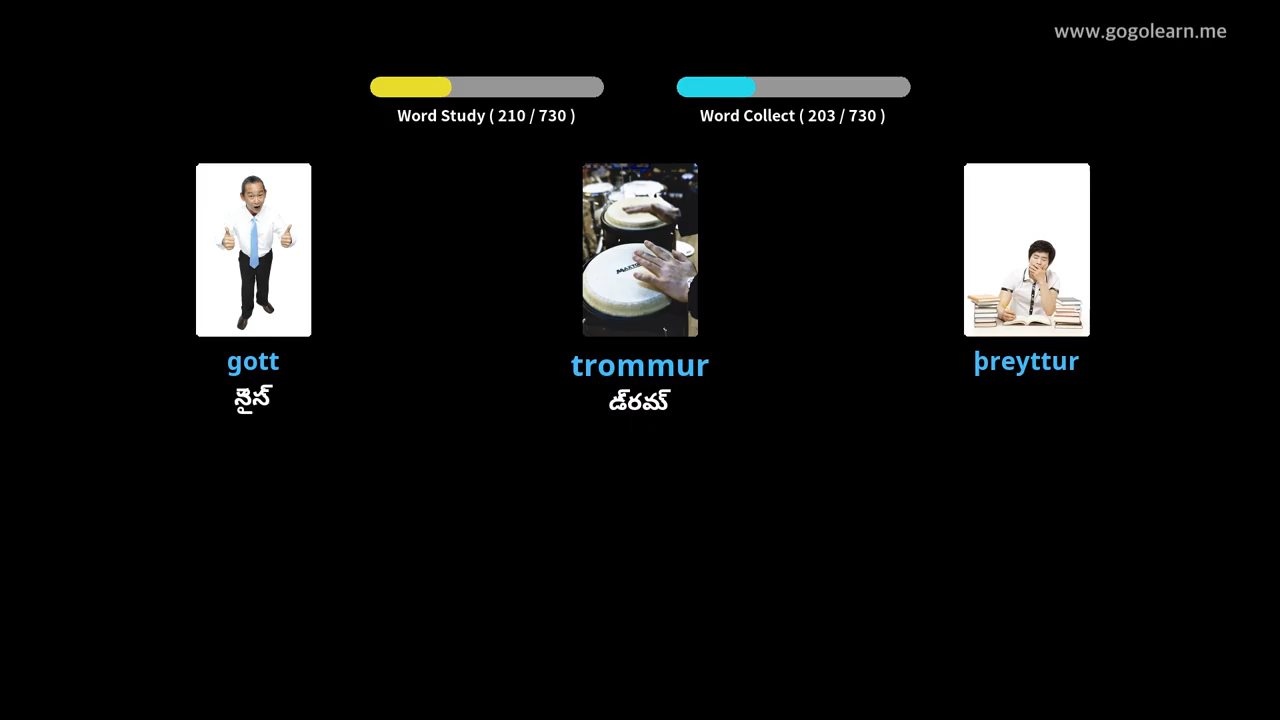 www.gogolearn.me
Word Study ( 210 / 730 )
Word Collect ( 203 / 730 )
gott
trommur
þreyttur
నైస్
డ్రమ్